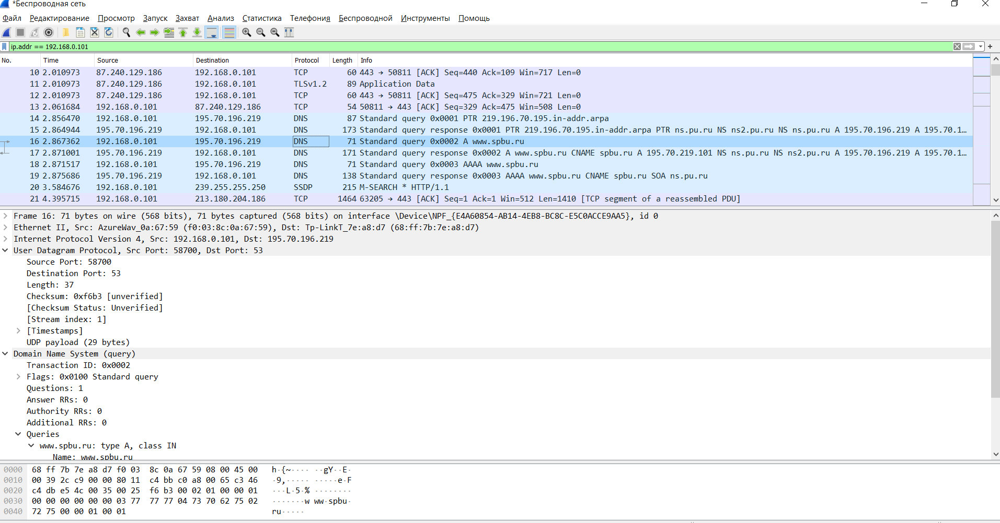 *Беспроводная сеть
Файл Редактирование Просмотр Запуск Захват Анализ Статистика Телефония Беспроводной Инструменты Помощь
ip.addr == 192.168.0.101
No. Time Source Destination Protocol Length Info
10 2.010973 87.240.129.186 192.168.0.101 TCP 60 443 → 50811 [ACK] Seq=440 Ack=109 Win=717 Len=0
11 2.010973 87.240.129.186 192.168.0.101 TLSv1.2 89 Application Data
12 2.010973 87.240.129.186 192.168.0.101 TCP 60 443 → 50811 [ACK] Seq=475 Ack=329 Win=721 Len=0
13 2.061684 192.168.0.101 87.240.129.186 TCP 54 50811 → 443 [ACK] Seq=329 Ack=475 Win=508 Len=0
14 2.856470 192.168.0.101 195.70.196.219 DNS 87 Standard query 0x0001 PTR 219.196.70.195.in-addr.arpa
15 2.864944 195.70.196.219 192.168.0.101 DNS 173 Standard query response 0x0001 PTR 219.196.70.195.in-addr.arpa PTR ns.pu.ru NS ns2.pu.ru NS ns.pu.ru A 195.70.196.219 A 195.70.1…
16 2.867362 192.168.0.101 195.70.196.219 DNS 71 Standard query 0x0002 A www.spbu.ru
17 2.871001 195.70.196.219 192.168.0.101 DNS 171 Standard query response 0x0002 A www.spbu.ru CNAME spbu.ru A 195.70.219.101 NS ns.pu.ru NS ns2.pu.ru A 195.70.196.219 A 195.70.1…
18 2.871517 192.168.0.101 195.70.196.219 DNS 71 Standard query 0x0003 AAAA www.spbu.ru
19 2.875686 195.70.196.219 192.168.0.101 DNS 138 Standard query response 0x0003 AAAA www.spbu.ru CNAME spbu.ru SOA ns.pu.ru
20 3.584676 192.168.0.101 239.255.255.250 SSDP 215 M-SEARCH * HTTP/1.1
21 4.395715 192.168.0.101 213.180.204.186 TCP 1464 63205 → 443 [ACK] Seq=1 Ack=1 Win=512 Len=1410 [TCP segment of a reassembled PDU]
Frame 16: 71 bytes on wire (568 bits), 71 bytes captured (568 bits) on interface \Device\NPF_{E4A60854-AB14-4EB8-BC8C-E5C0ACCE9AA5}, id 0
Ethernet II, Src: AzureWav_0a:67:59 (f0:03:8c:0a:67:59), Dst: Tp-LinkT_7e:a8:d7 (68:ff:7b:7e:a8:d7)
Internet Protocol Version 4, Src: 192.168.0.101, Dst: 195.70.196.219
User Datagram Protocol, Src Port: 58700, Dst Port: 53
Source Port: 58700
Destination Port: 53
Length: 37
Checksum: 0xf6b3 [unverified]
[Checksum Status: Unverified]
[Stream index: 1]
[Timestamps]
UDP payload (29 bytes)
Domain Name System (query)
Transaction ID: 0x0002
Flags: 0x0100 Standard query
Questions: 1
Answer RRs: 0
Authority RRs: 0
Additional RRs: 0
Queries
www.spbu.ru: type A, class IN
Name: www.spbu.ru
0000 68 ff 7b 7e a8 d7 f0 03 8c 0a 67 59 08 00 45 00 h·{~···· ··gY··E·
0010 00 39 2c c9 00 00 80 11 c4 bb c0 a8 00 65 c3 46 ·9,····· ·····e·F
0020 c4 db e5 4c 00 35 00 25 f6 b3 00 02 01 00 00 01 ···L·5·% ········
0030 00 00 00 00 00 00 03 77 77 77 04 73 70 62 75 02 ·······w ww·spbu·
0040 72 75 00 00 01 00 01 ru·····